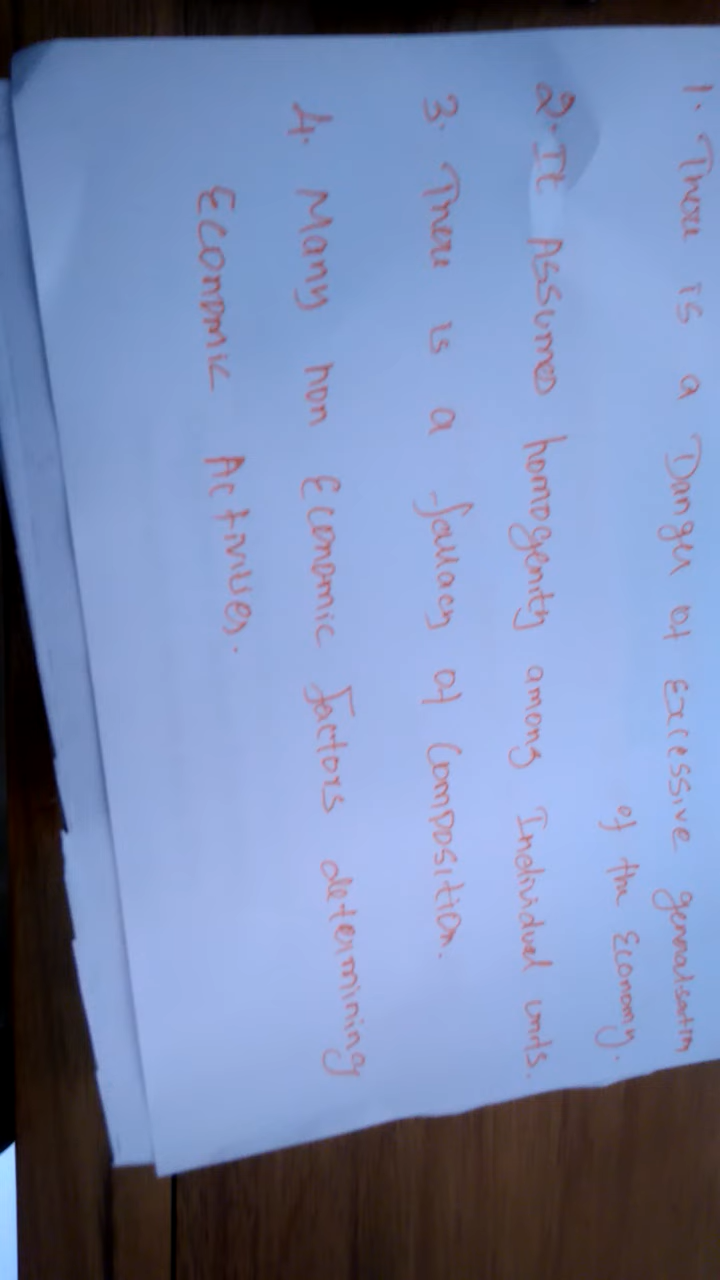 1. There is a Danger of Excessive generalisation
of the Economy.
2. It Assumes homogenity among Individual units.
3. There is a fallacy of Composition.
4. Many non Economic factors determining
Economic Activities.